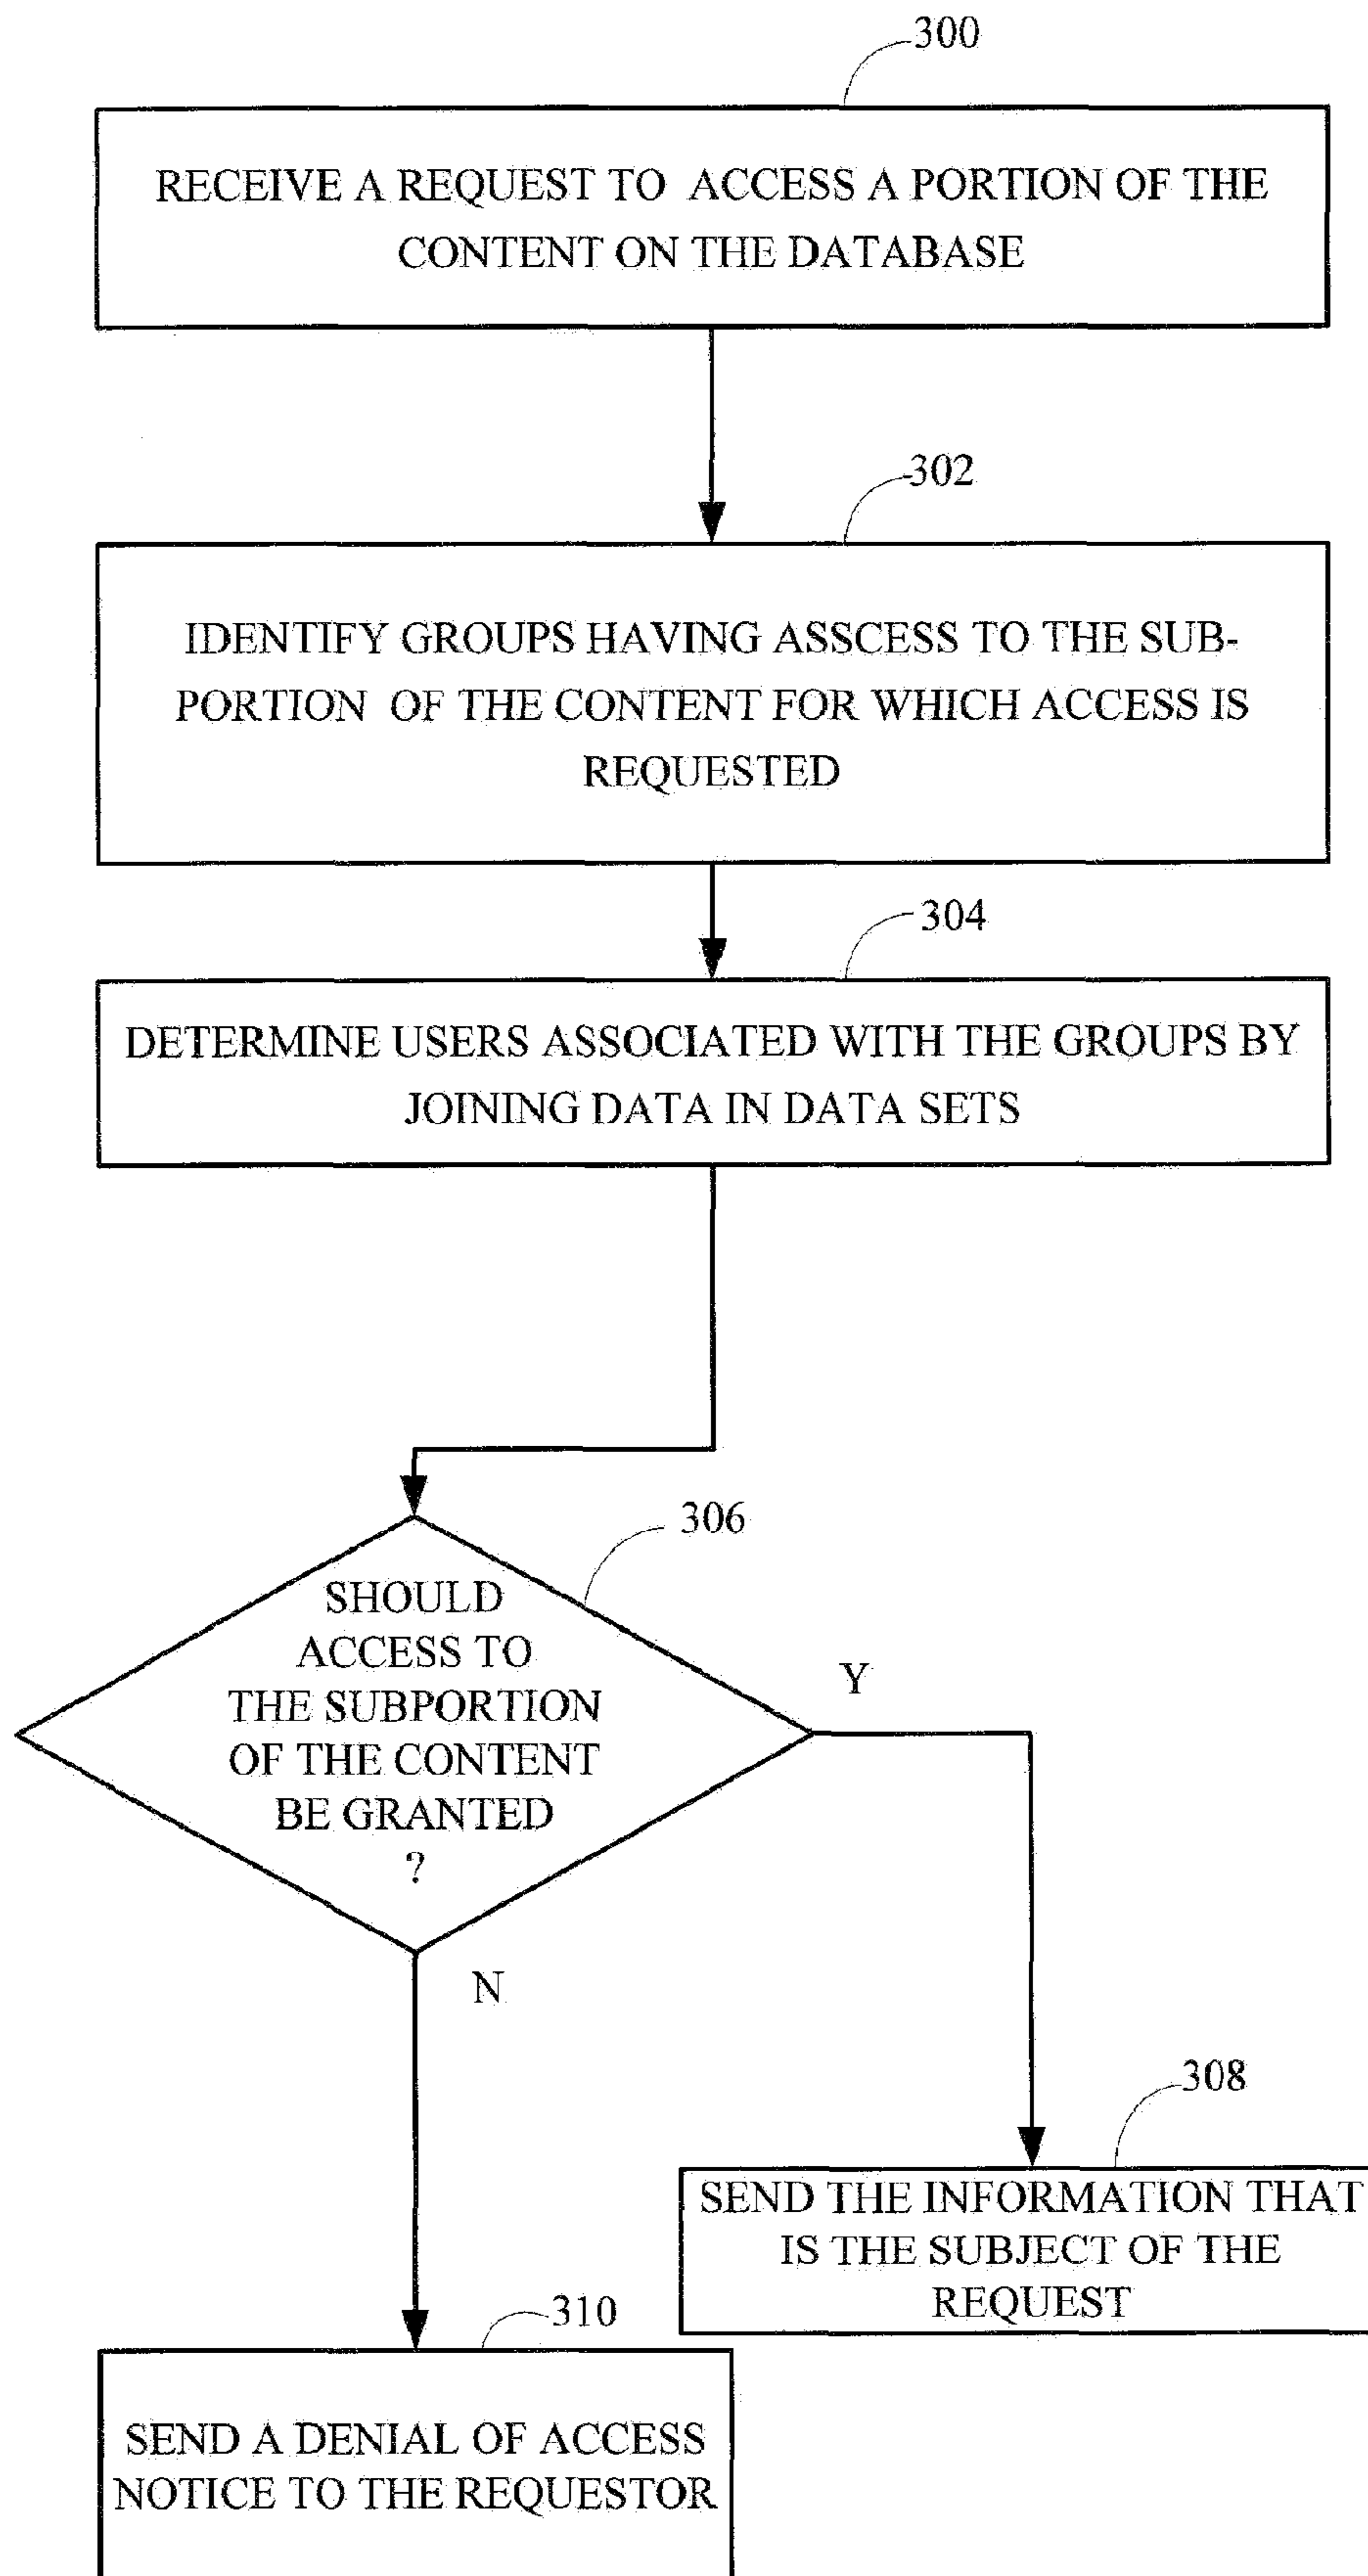 300
RECEIVE A REQUEST TO ACCESS A PORTION OF THE
CONTENT ON THE DATABASE
302
IDENTIFY GROUPS HAVING ASSCESS TO THE SUB-
PORTION OF THE CONTENT FOR WHICH ACCESS IS
REQUESTED
304
DETERMINE USERS ASSOCIATED WITH THE GROUPS BY
JOINING DATA IN DATA SETS
306
SHOULD
ACCESS TO
THE SUBPORTION
OF THE CONTENT
BE GRANTED
?
Y
N
308
SEND THE INFORMATION THAT
IS THE SUBJECT OF THE
REQUEST
310
SEND A DENIAL OF ACCESS
NOTICE TO THE REQUESTOR